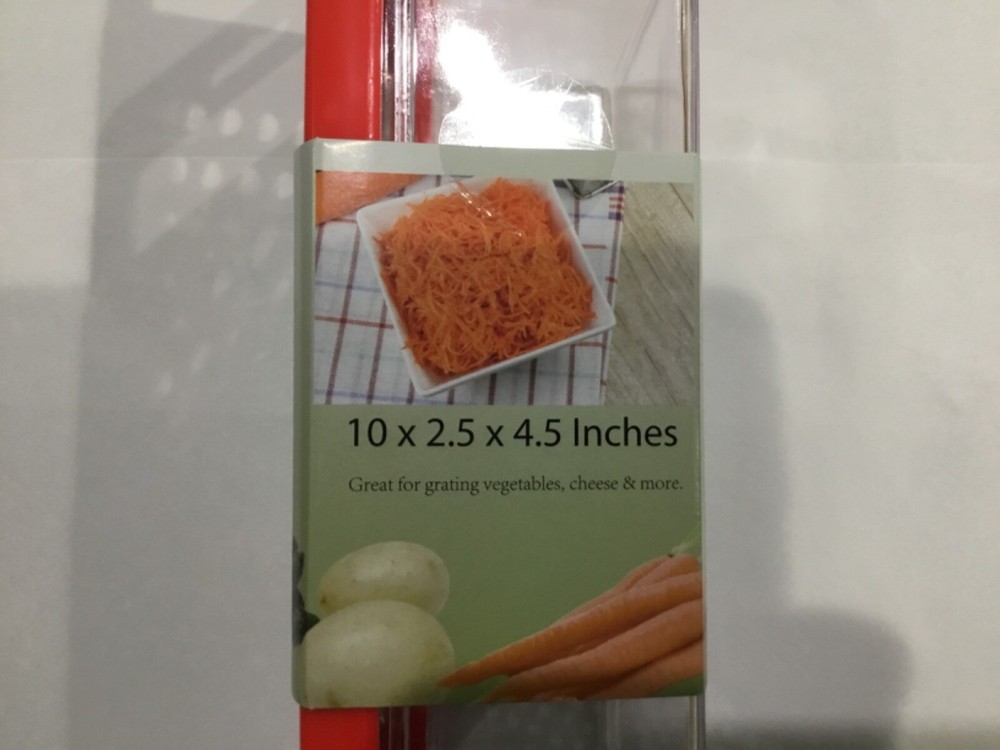 10 x 2.5 x 4.5 Inches
Great for grating vegetables, cheese & more.